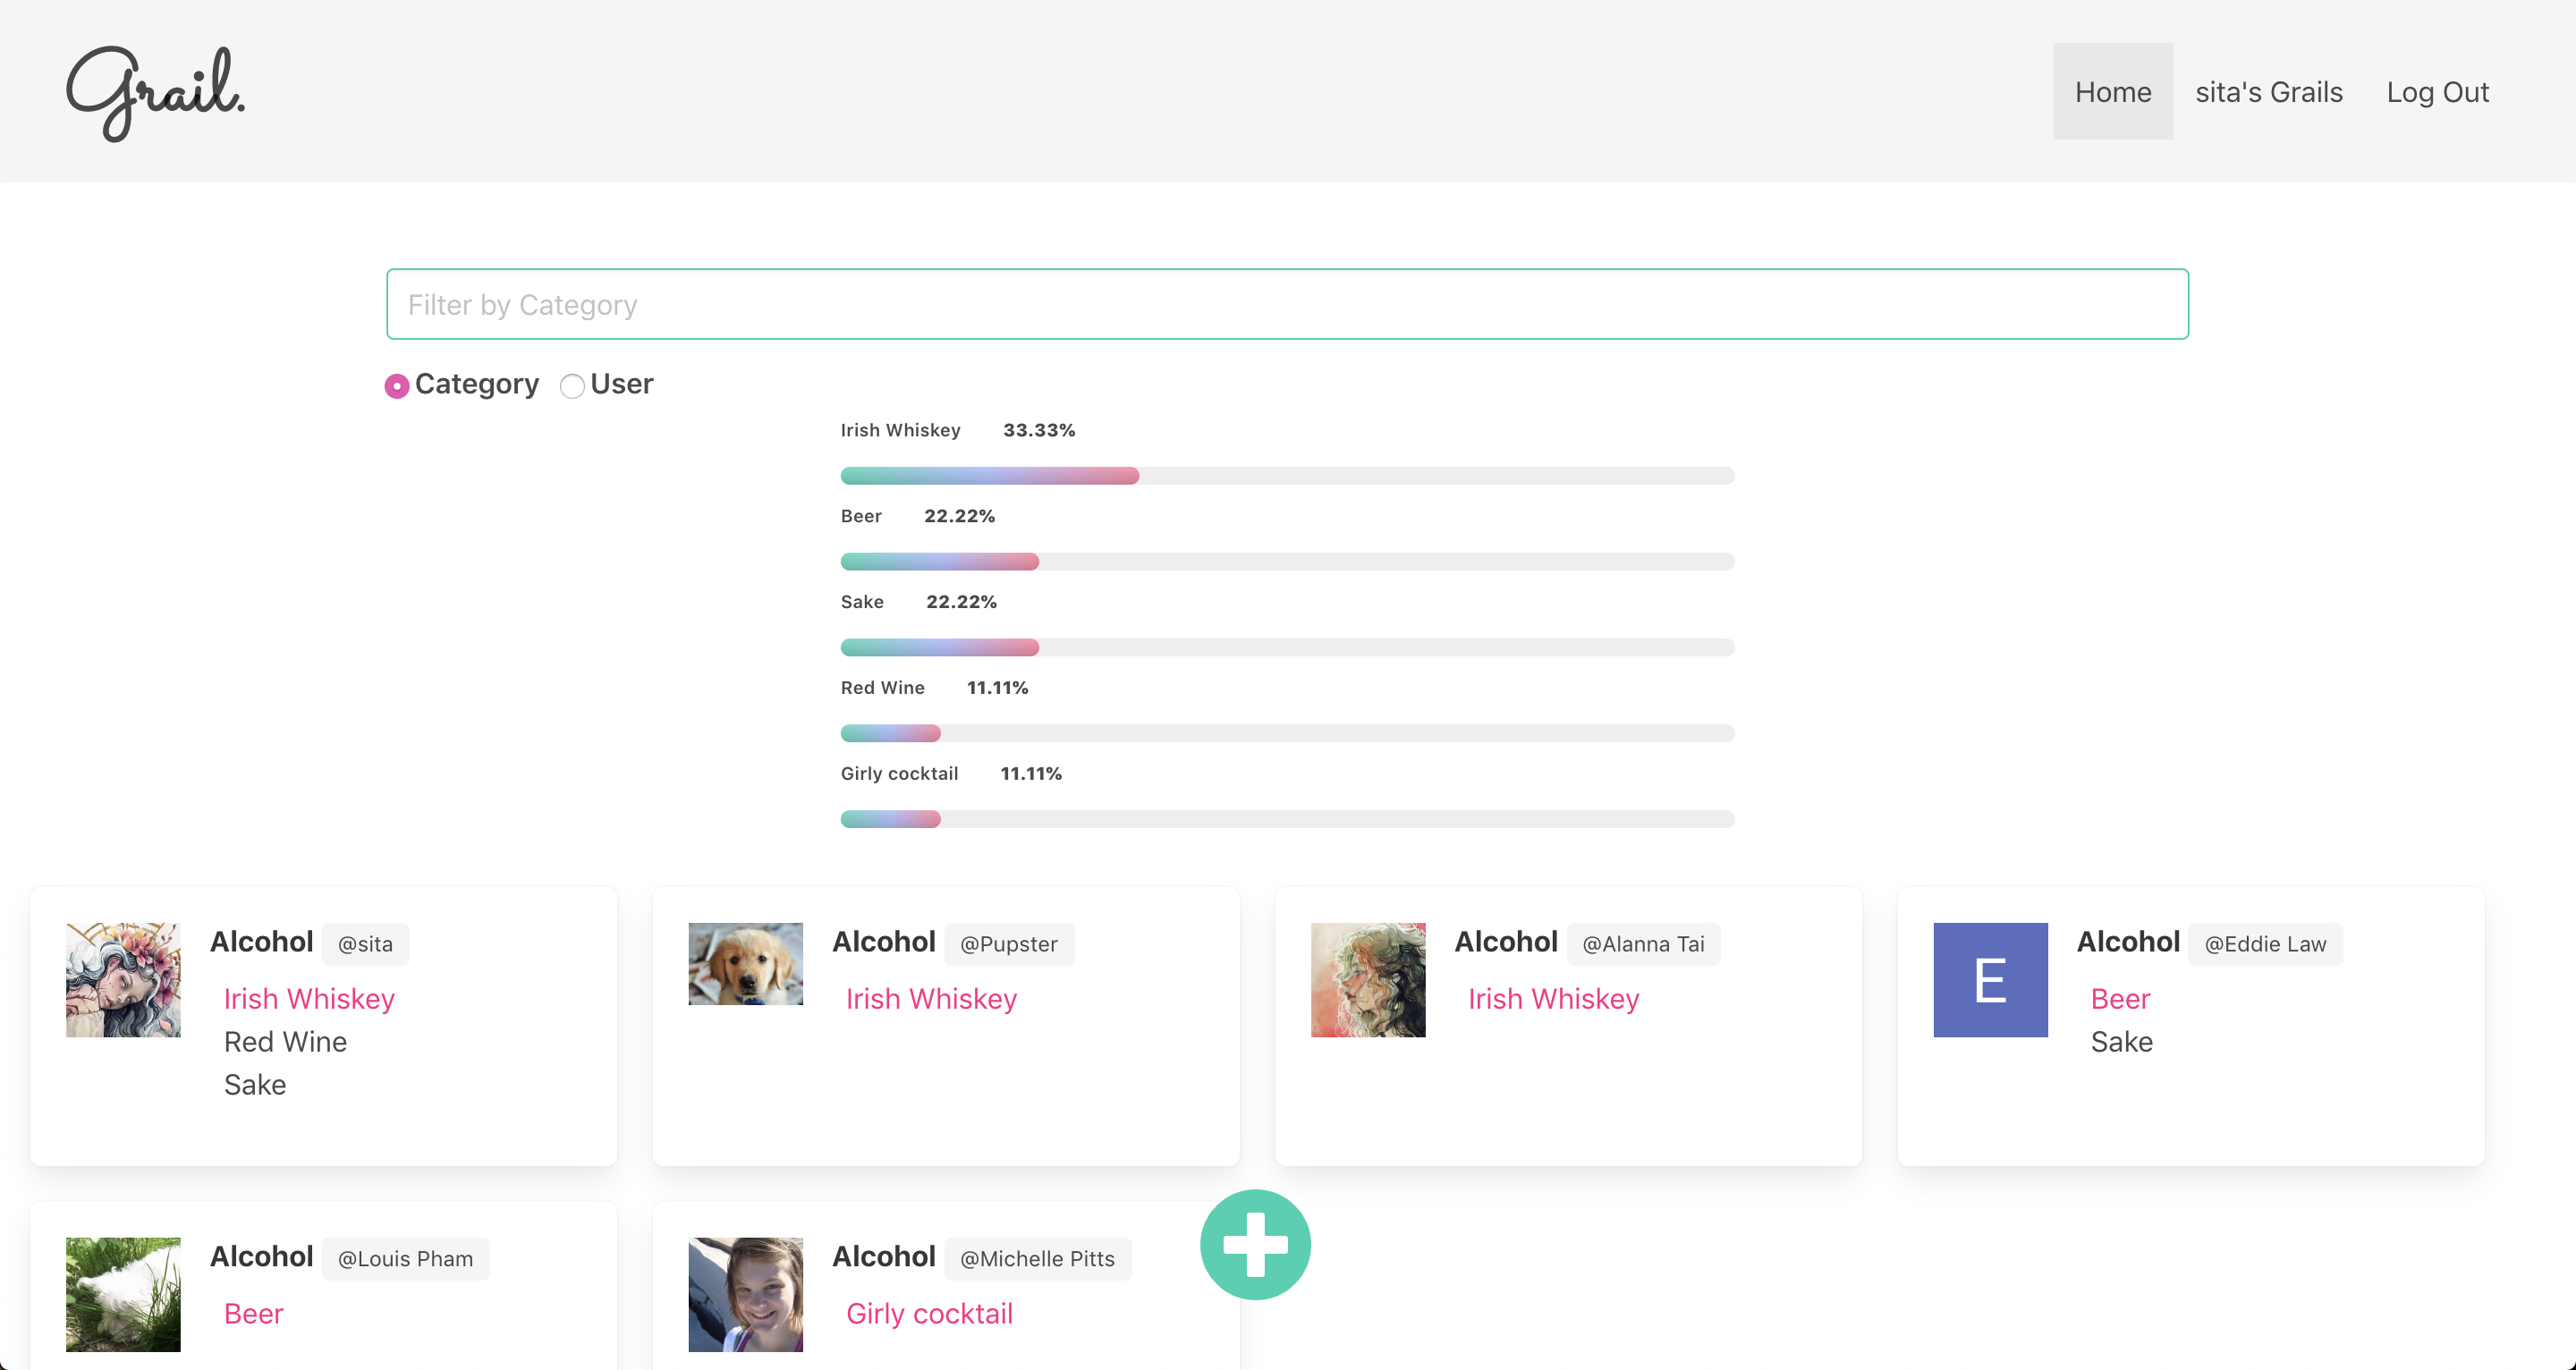 Grail.
Home sita's Grails Log Out
Filter by Category
Category User
Irish Whiskey 33.33%
Beer 22.22%
Sake 22.22%
Red Wine 11.11%
Girly cocktail 11.11%
Alcohol @sita
Irish Whiskey
Red Wine
Sake
Alcohol @Pupster
Irish Whiskey
Alcohol @Alanna Tai
Irish Whiskey
E
Alcohol @Eddie Law
Beer
Sake
Alcohol @Louis Pham
Beer
Alcohol @Michelle Pitts
Girly cocktail